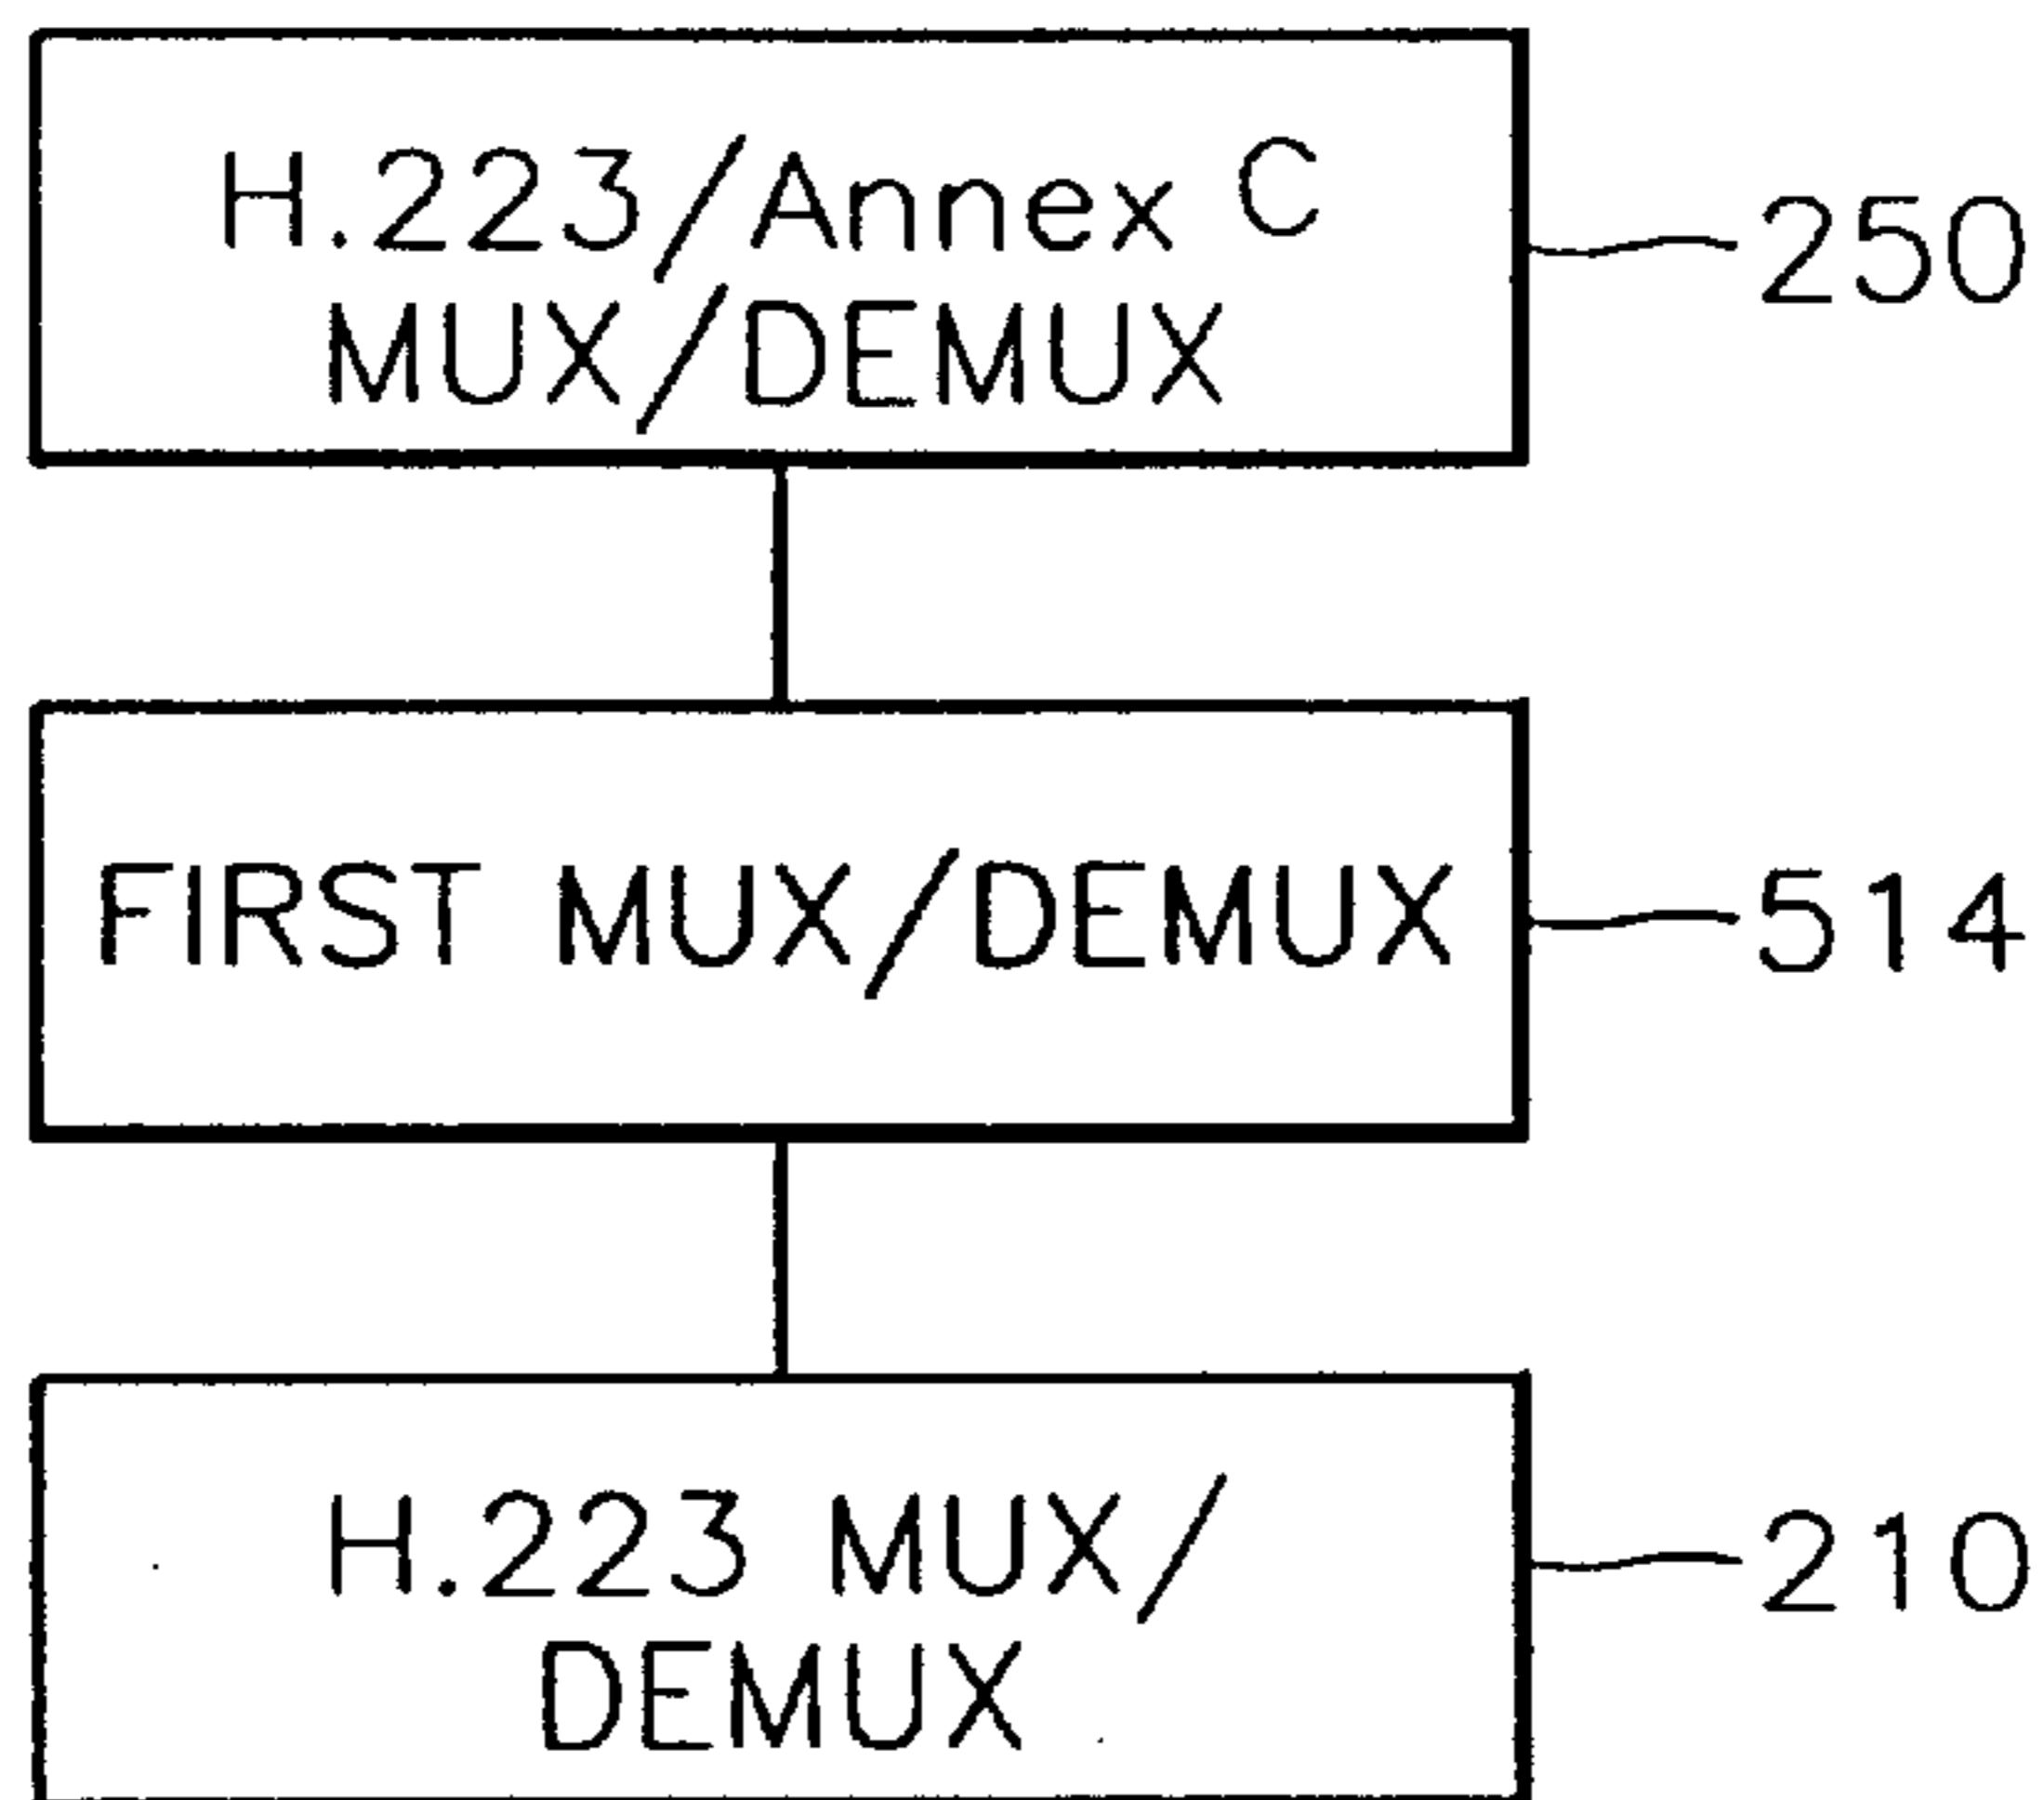 H.223/Annex C
MUX/DEMUX
250
FIRST MUX/DEMUX
514
H.223 MUX/
DEMUX
210